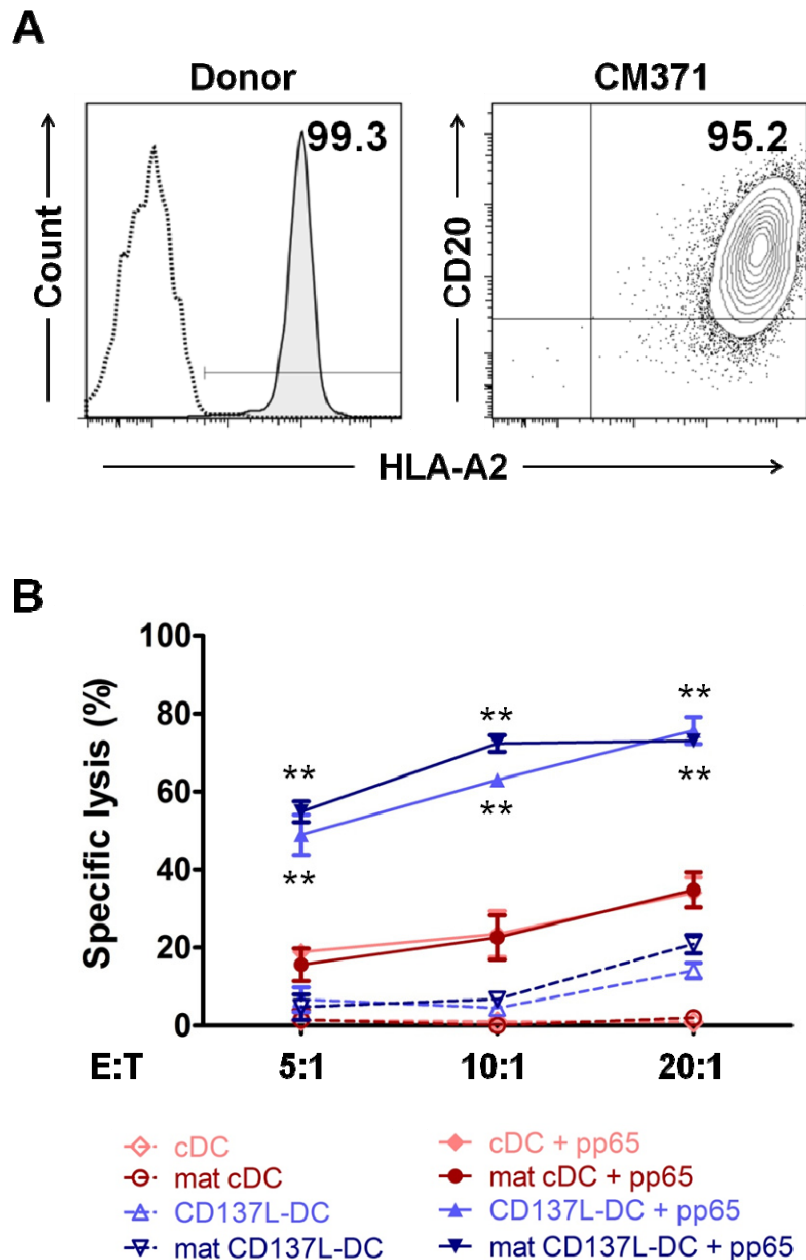 A
Donor CM371
99.3 95.2
Count CD20
HLA-A2
B
Specific lysis (%)
100
80
60
40
20
0
** ** **
** ** **
E:T 5:1 10:1 20:1
cDC cDC + pp65
mat cDC mat cDC + pp65
CD137L-DC CD137L-DC + pp65
mat CD137L-DC mat CD137L-DC + pp65